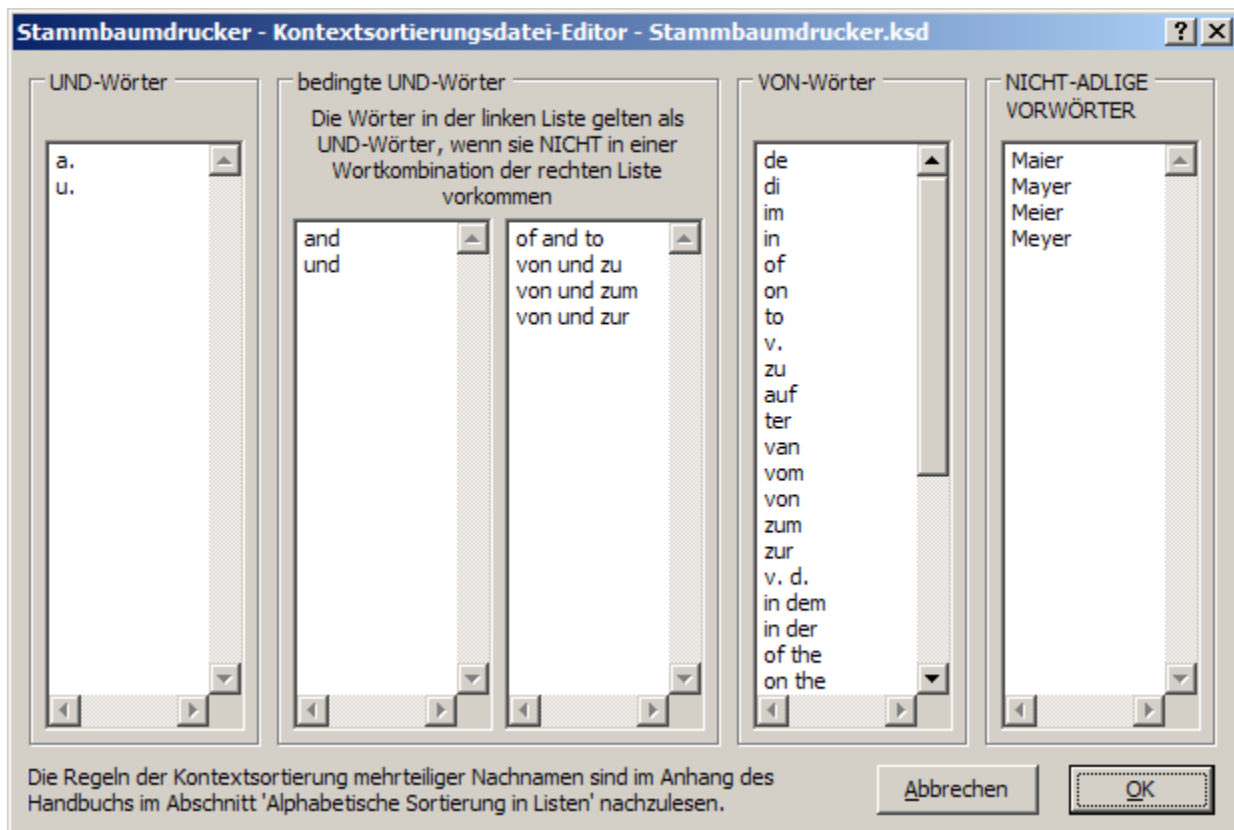 Stammbaumdrucker - Kontextsortierungsdatei-Editor - Stammbaumdrucker.ksd
UND-Wörter
a.
u.
bedingte UND-Wörter
Die Wörter in der linken Liste gelten als
UND-Wörter, wenn sie NICHT in einer
Wortkombination der rechten Liste
vorkommen
and
und
of and to
von und zu
von und zum
von und zur
VON-Wörter
de
di
im
in
of
on
to
v.
zu
auf
ter
van
vom
von
zum
zur
v. d.
in dem
in der
of the
on the
NICHT-ADLIGE
VORWÖRTER
Maier
Mayer
Meier
Meyer
Die Regeln der Kontextsortierung mehrteiliger Nachnamen sind im Anhang des
Handbuchs im Abschnitt 'Alphabetische Sortierung in Listen' nachzulesen.
Abbrechen
OK